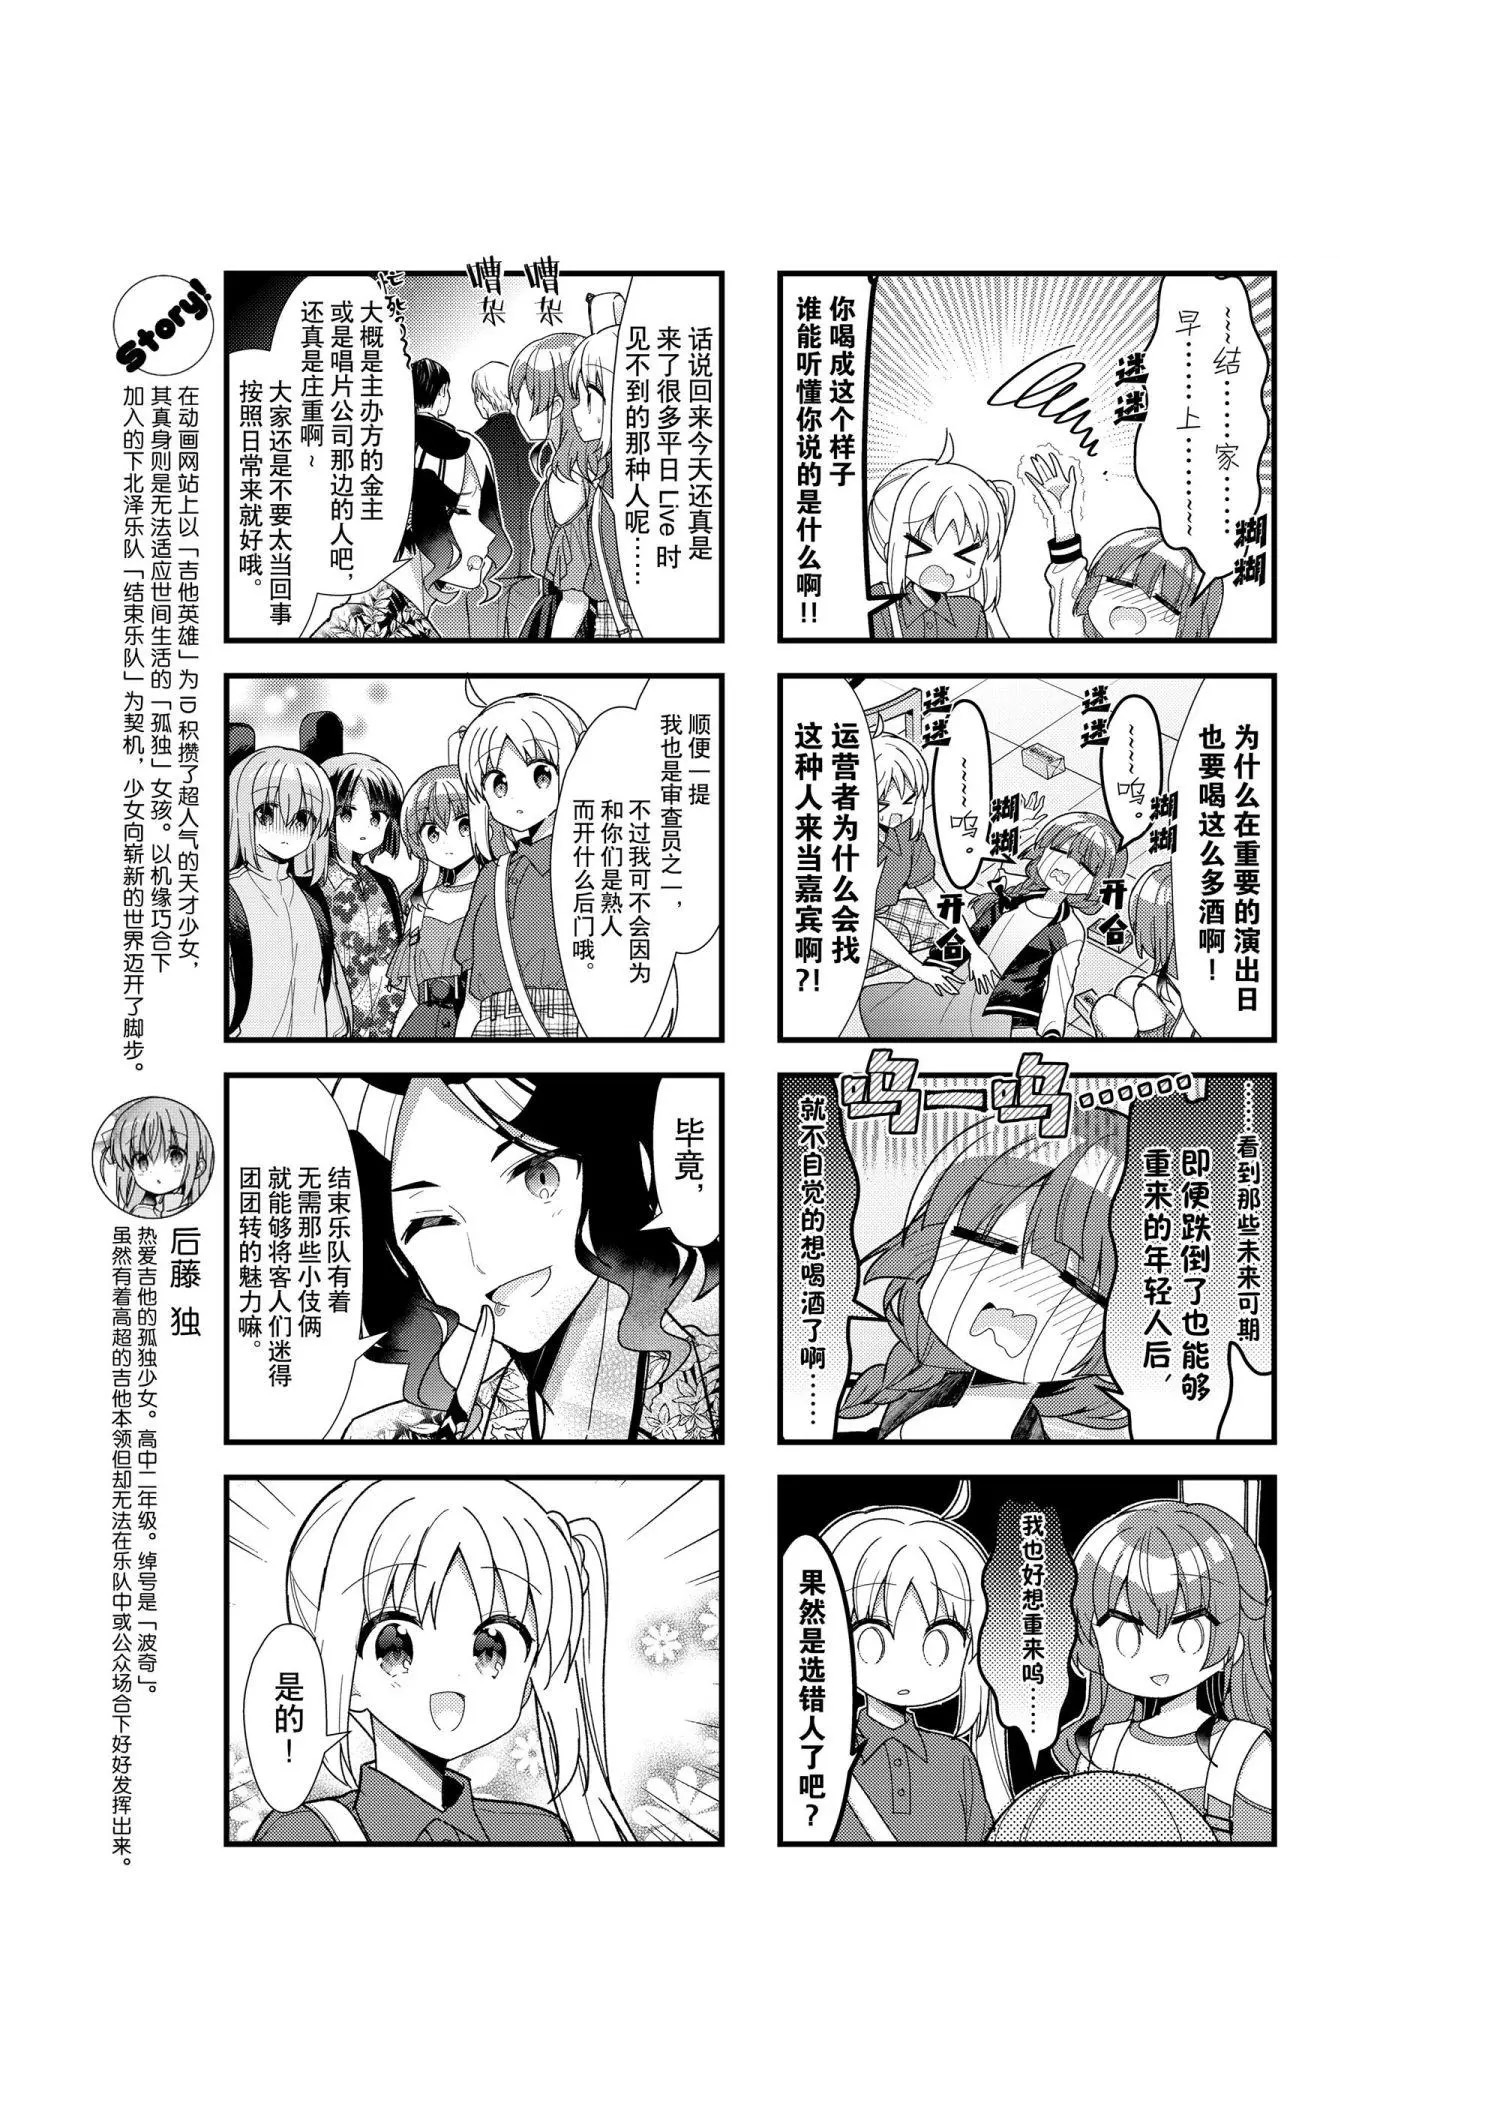 ～～～结………家………
早………上………
迷迷
糊糊
你喝成这个样子
谁能听懂你说的是什么啊!!
为什么在重要的演出日
也要喝这么多酒啊！
～～～呜。
迷迷
糊糊
～～～呜。
迷迷
糊糊
开合
开合
运营者为什么会找
这种人来当嘉宾啊?!
……看到那些未来可期
即便跌倒了也能够
重来的年轻人后，
呜—呜……
就不自觉的想喝酒了啊……
我也好想重来呜……
果然是选错人了吧？
嘈杂
嘈杂
话说回来今天还真是
来了很多平日Live时
见不到的那种人呢……
忙死……
大概是主办方的金主
或是唱片公司那边的人吧，
还真是庄重啊～
大家还是不要太当回事
按照日常来就好哦。
顺便一提
我也是审查员之一，
不过我可不会因为
和你们是熟人
而开什么后门哦。
毕竟，
结束乐队有着
无需那些小伎俩
就能够将客人们迷得
团团转的魅力嘛。
是的！
Story!
在动画网站上以「吉他英雄」为ID积攒了超人气的天才少女，
其真身则是无法适应世间生活的「孤独」女孩。以机缘巧合下
加入的下北泽乐队「结束乐队」为契机，少女向崭新的世界迈开了脚步。
后藤 独
热爱吉他的孤独少女。高中二年级。绰号是「波奇」。
虽然有着高超的吉他本领但却无法在乐队中或公众场合下好好发挥出来。